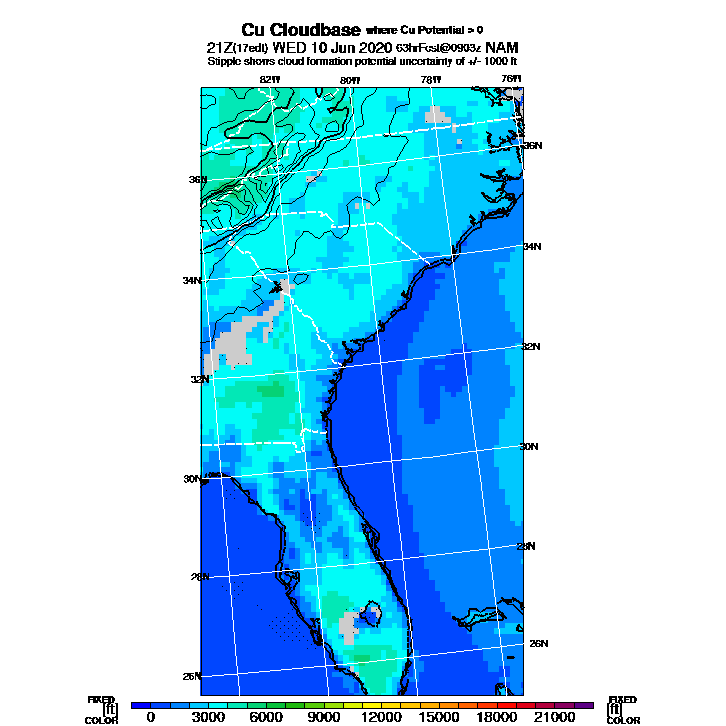 Cu Cloudbase where Cu Potential > 0
21Z(17edt) WED 10 Jun 2020 63hrFcst@0903z NAM
Stipple shows cloud formation potential uncertainty of +/- 1000 ft
82W 80W 78W 76W
36N
36N
34N
34N
32N
32N
30N
30N
28N
28N
26N
26N
FIXED FIXED
[ft] [ft]
COLOR COLOR
0 3000 6000 9000 12000 15000 18000 21000